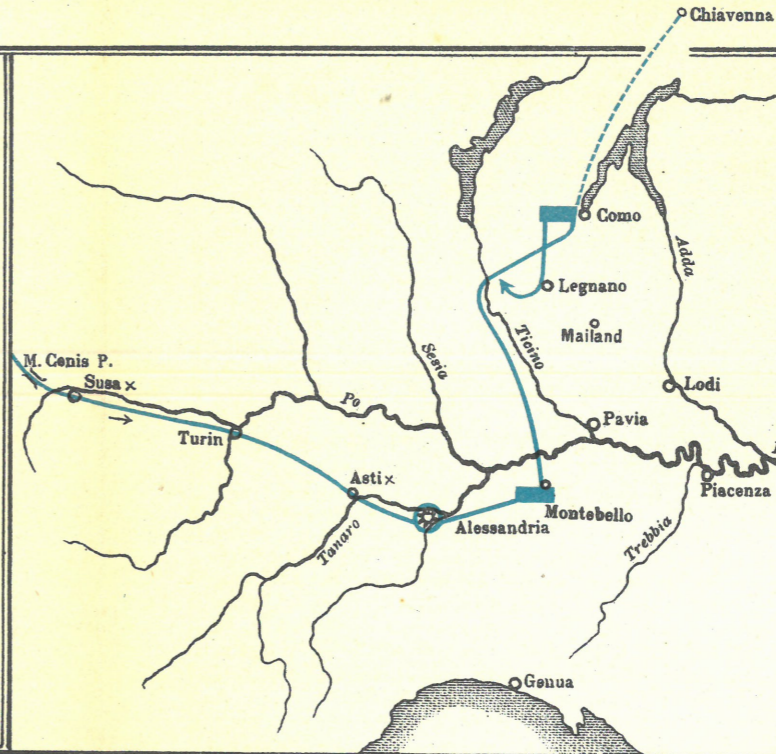 Chiavenna
Como
Adda
Legnano
Ticino
Mailand
Sesia
M. Cenis P.
Susa ×
Po
Lodi
Turin
Pavia
Asti ×
Piacenza
Montebello
Alessandria
Tanaro
Trebbia
Genua